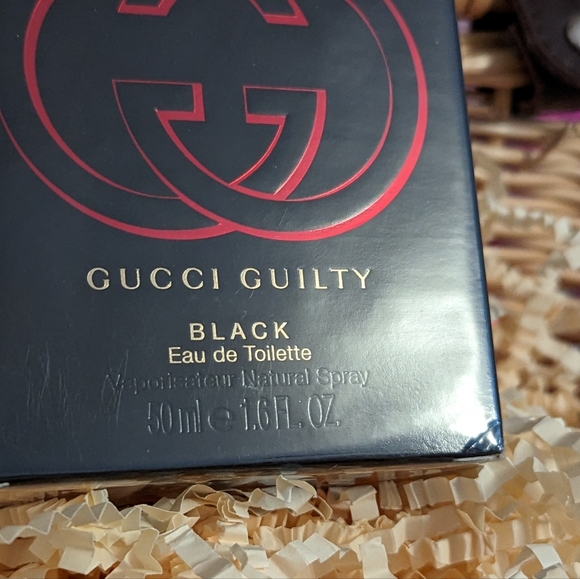 GUCCI GUILTY
BLACK
Eau de Toilette
Vaporisateur Natural Spray
50 ml e 1.6 FL. OZ.